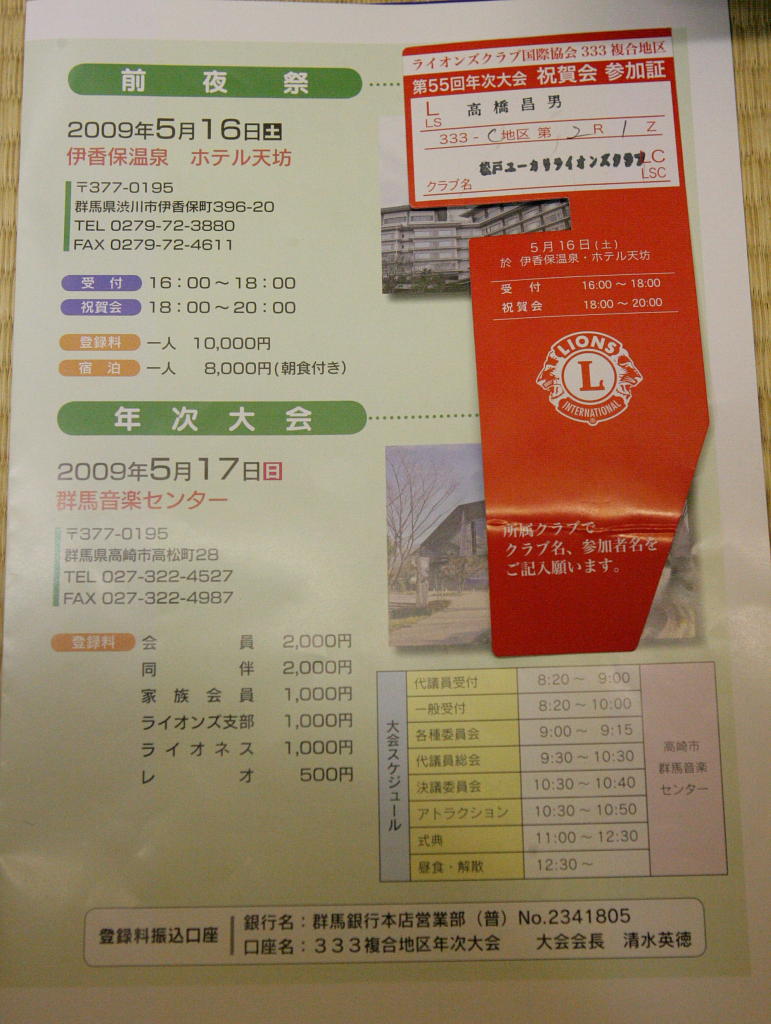 前夜祭
2009年5月16日土
伊香保温泉 ホテル天坊
〒377-0195
群馬県渋川市伊香保町396-20
TEL 0279-72-3880
FAX 0279-72-4611
受付 16：00～18：00
祝賀会 18：00～20：00
登録料 一人 10,000円
宿泊 一人 8,000円(朝食付き)
ライオンズクラブ国際協会 333 複合地区
第55回年次大会 祝賀会 参加証
L 高橋昌男
LS
333-C地区 第2R1Z
松戸ユーカリライオンズクラブ LC
クラブ名 LSC
5月16日(土)
於 伊香保温泉・ホテル天坊
受付 16:00～18:00
祝賀会 18:00～20:00
LIONS
L
INTERNATIONAL
所属クラブで
クラブ名、参加者名を
ご記入願います。
年次大会
2009年5月17日日
群馬音楽センター
〒377-0195
群馬県高崎市高松町28
TEL 027-322-4527
FAX 027-322-4987
登録料 会員 2,000円
同伴 2,000円
家族会員 1,000円
ライオンズ支部 1,000円
ライオネス 1,000円
レオ 500円
大会スケジュール
代議員受付 8:20～ 9:00
一般受付 8:20～10:00
各種委員会 9:00～ 9:15
代議員総会 9:30～10:30
決議委員会 10:30～10:40
アトラクション 10:30～10:50
式典 11:00～12:30
昼食・解散 12:30～
高崎市
群馬音楽
センター
登録料振込口座
銀行名：群馬銀行本店営業部（普）No.2341805
口座名：３３３複合地区年次大会 大会会長 清水英徳